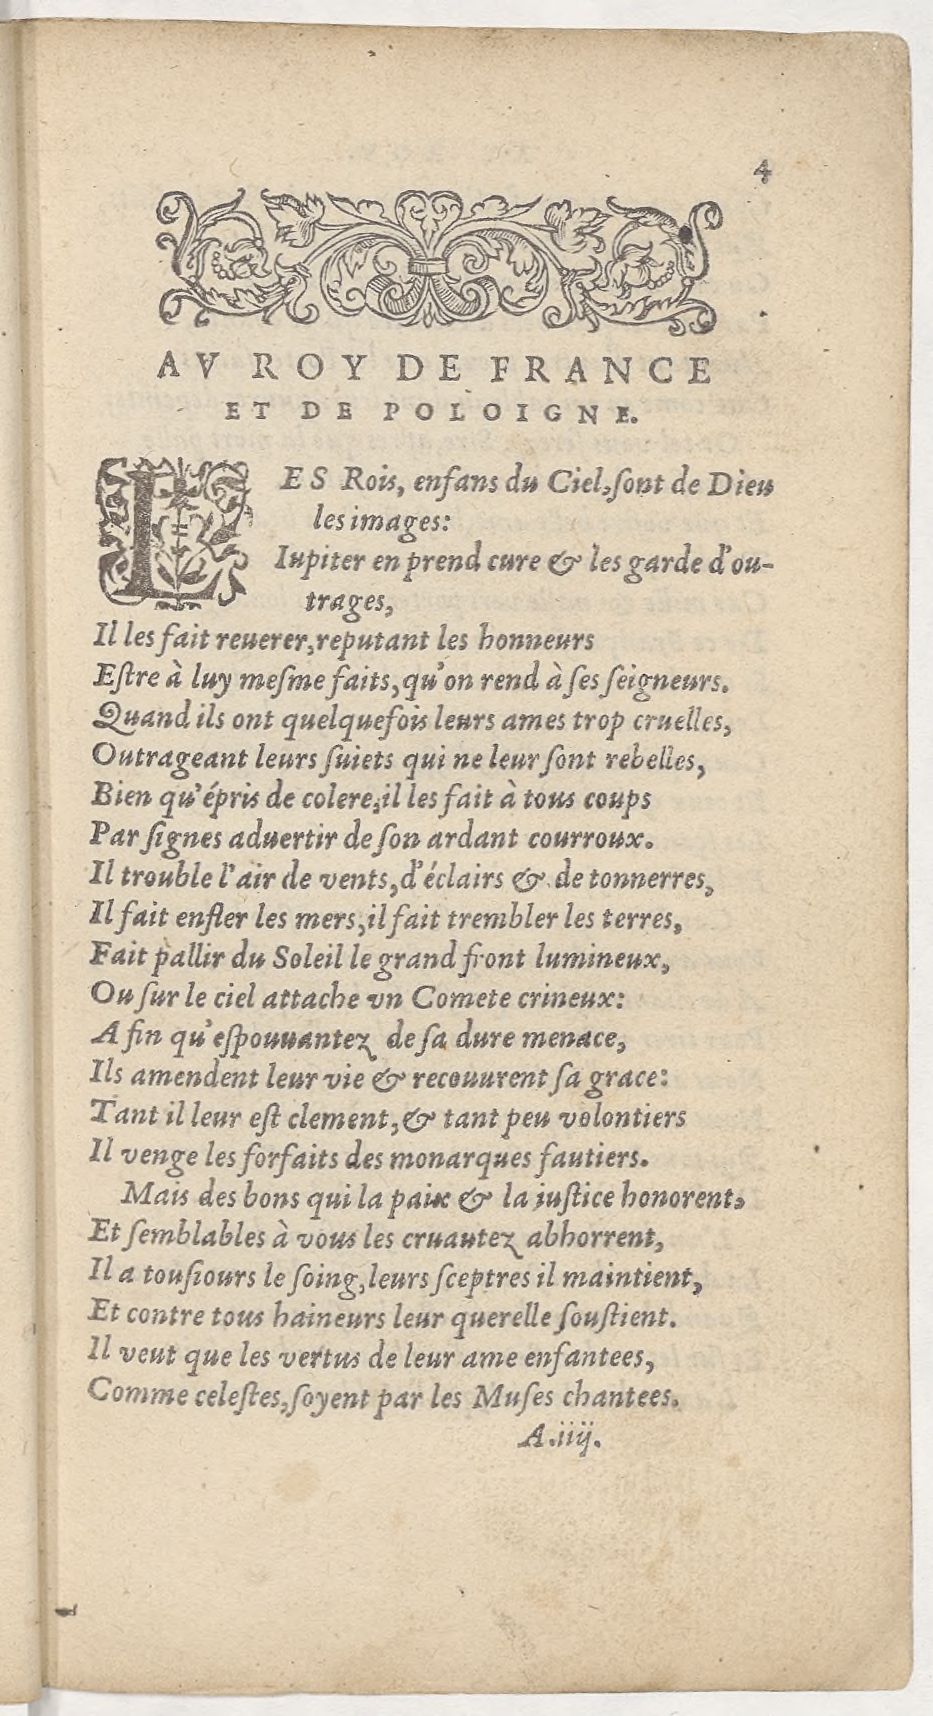 4
AV ROY DE FRANCE
ET DE POLOIGNE.
LES Rois, enfans du Ciel, ſont de Dieu
les images:
Iupiter en prend cure & les garde d'ou-
trages,
Il les fait reuerer, reputant les honneurs
Eſtre à luy meſme faits, qu'on rend à ſes ſeigneurs.
Quand ils ont quelquefois leurs ames trop cruelles,
Outrageant leurs ſuiets qui ne leur ſont rebelles,
Bien qu'épris de colere, il les fait à tous coups
Par ſignes aduertir de ſon ardant courroux.
Il trouble l'air de vents, d'éclairs & de tonnerres,
Il fait enfler les mers, il fait trembler les terres,
Fait pallir du Soleil le grand front lumineux,
Ou ſur le ciel attache vn Comete crineux:
A fin qu'eſpouuantez de ſa dure menace,
Ils amendent leur vie & recouurent ſa grace:
Tant il leur eſt clement, & tant peu volontiers
Il venge les forfaits des monarques fautiers.
Mais des bons qui la paix & la iuſtice honorent,
Et ſemblables à vous les cruautez abhorrent,
Il a touſiours le ſoing, leurs ſceptres il maintient,
Et contre tous haineurs leur querelle ſouſtient.
Il veut que les vertus de leur ame enfantees,
Comme celeſtes, ſoyent par les Muſes chantees.
A.iiij.